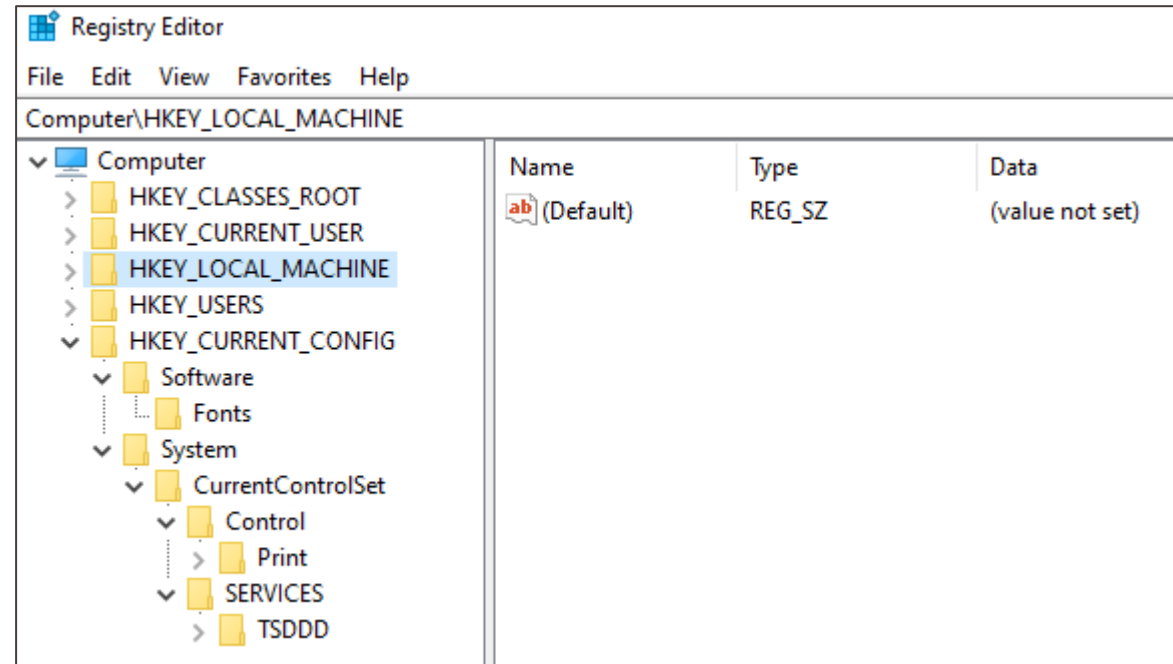 Registry Editor
File Edit View Favorites Help
Computer\HKEY_LOCAL_MACHINE
Computer
HKEY_CLASSES_ROOT
HKEY_CURRENT_USER
HKEY_LOCAL_MACHINE
HKEY_USERS
HKEY_CURRENT_CONFIG
Software
Fonts
System
CurrentControlSet
Control
Print
SERVICES
TSDDD
Name Type Data
ab (Default) REG_SZ (value not set)